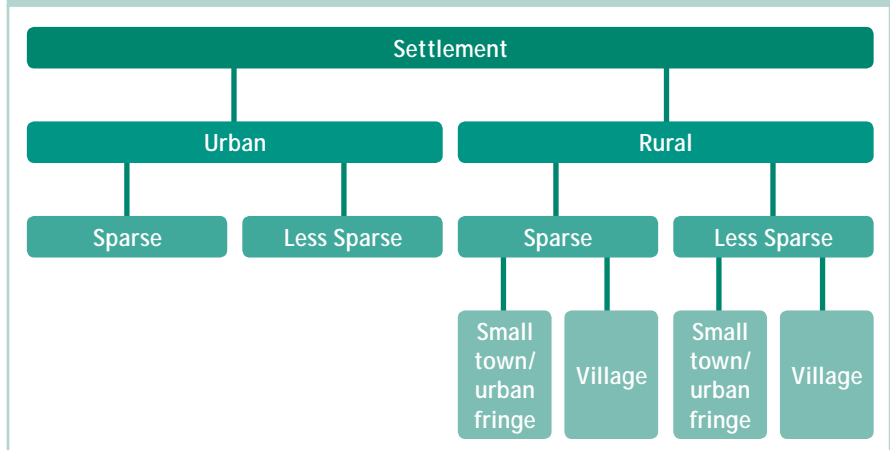 Settlement
Urban
Rural
Sparse
Less Sparse
Sparse
Less Sparse
Small
town/
urban
fringe
Village
Small
town/
urban
fringe
Village